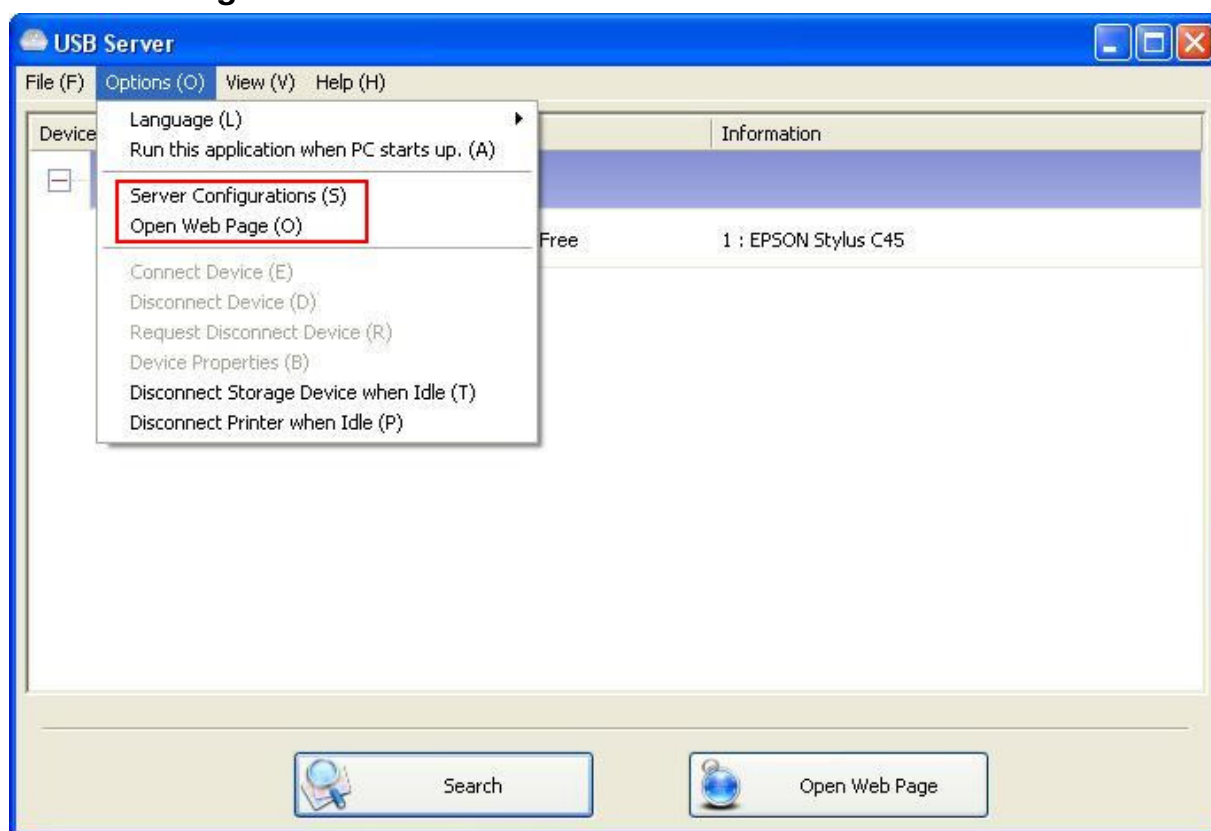 USB Server
File (F) Options (O) View (V) Help (H)
Device Information
Language (L)
Run this application when PC starts up. (A)
Server Configurations (S)
Open Web Page (O)
Free 1 : EPSON Stylus C45
Connect Device (E)
Disconnect Device (D)
Request Disconnect Device (R)
Device Properties (B)
Disconnect Storage Device when Idle (T)
Disconnect Printer when Idle (P)
Search Open Web Page